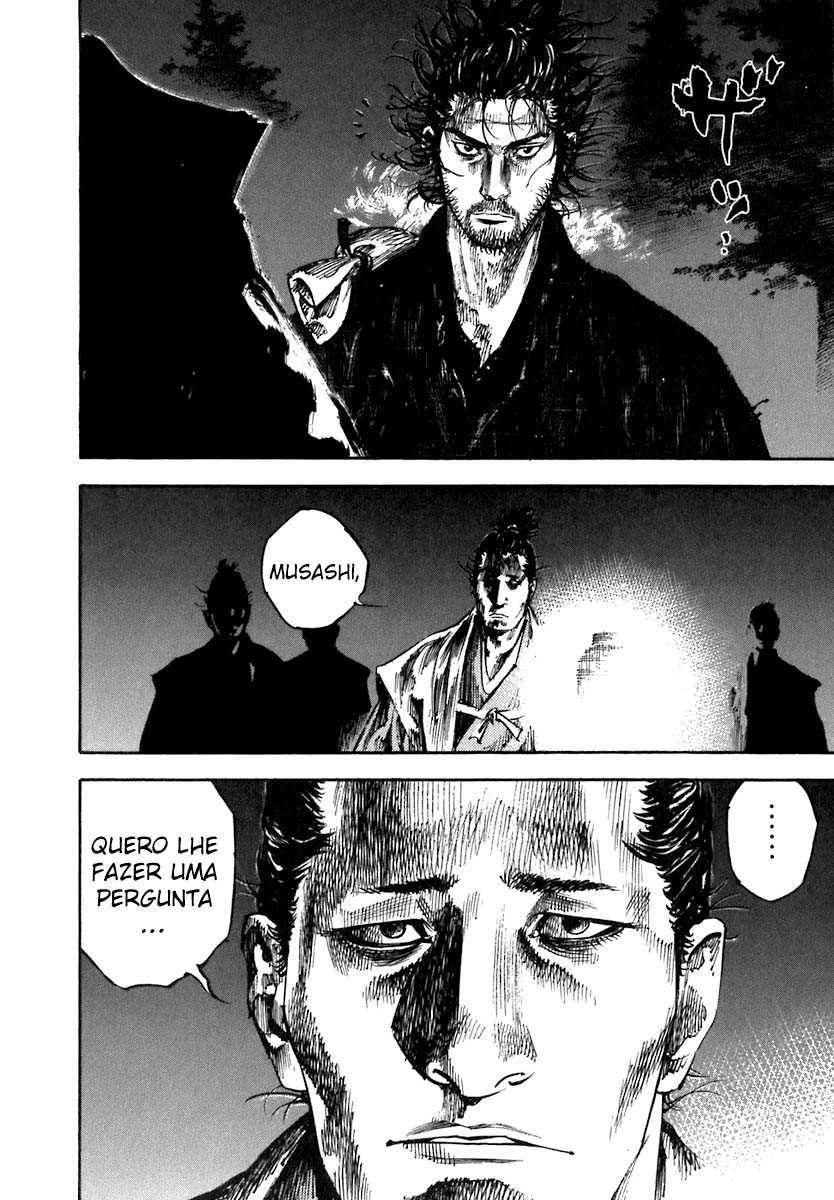 ザッ
MUSASHI,
......
QUERO LHE
FAZER UMA
PERGUNTA
...